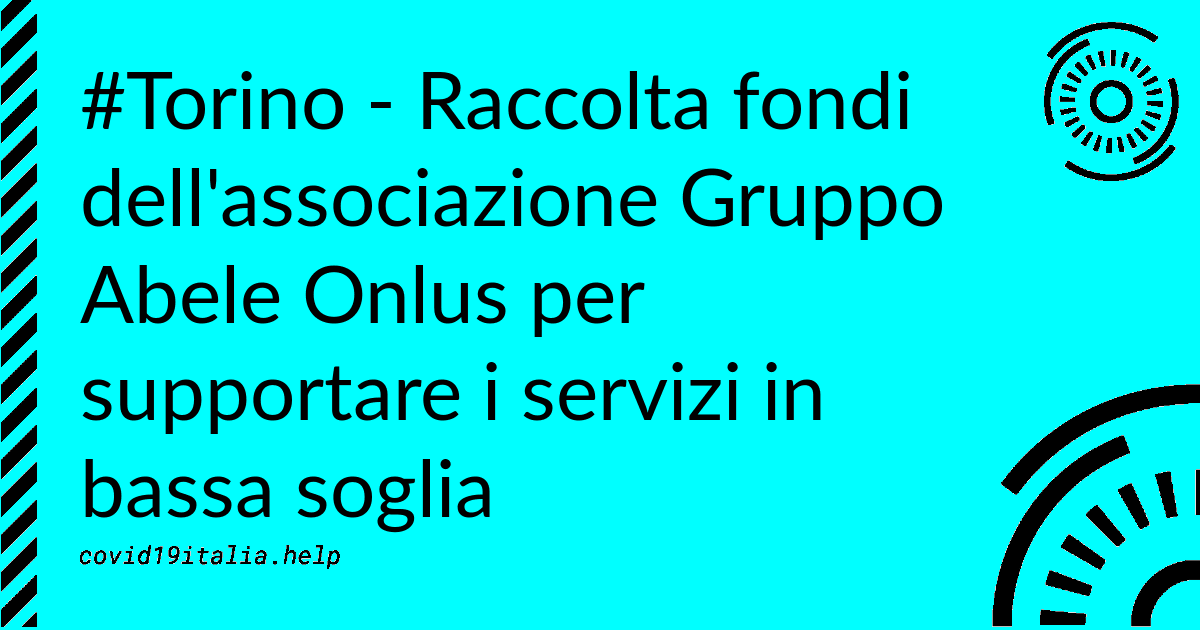 #Torino - Raccolta fondi
dell'associazione Gruppo
Abele Onlus per
supportare i servizi in
bassa soglia
covid19italia.help